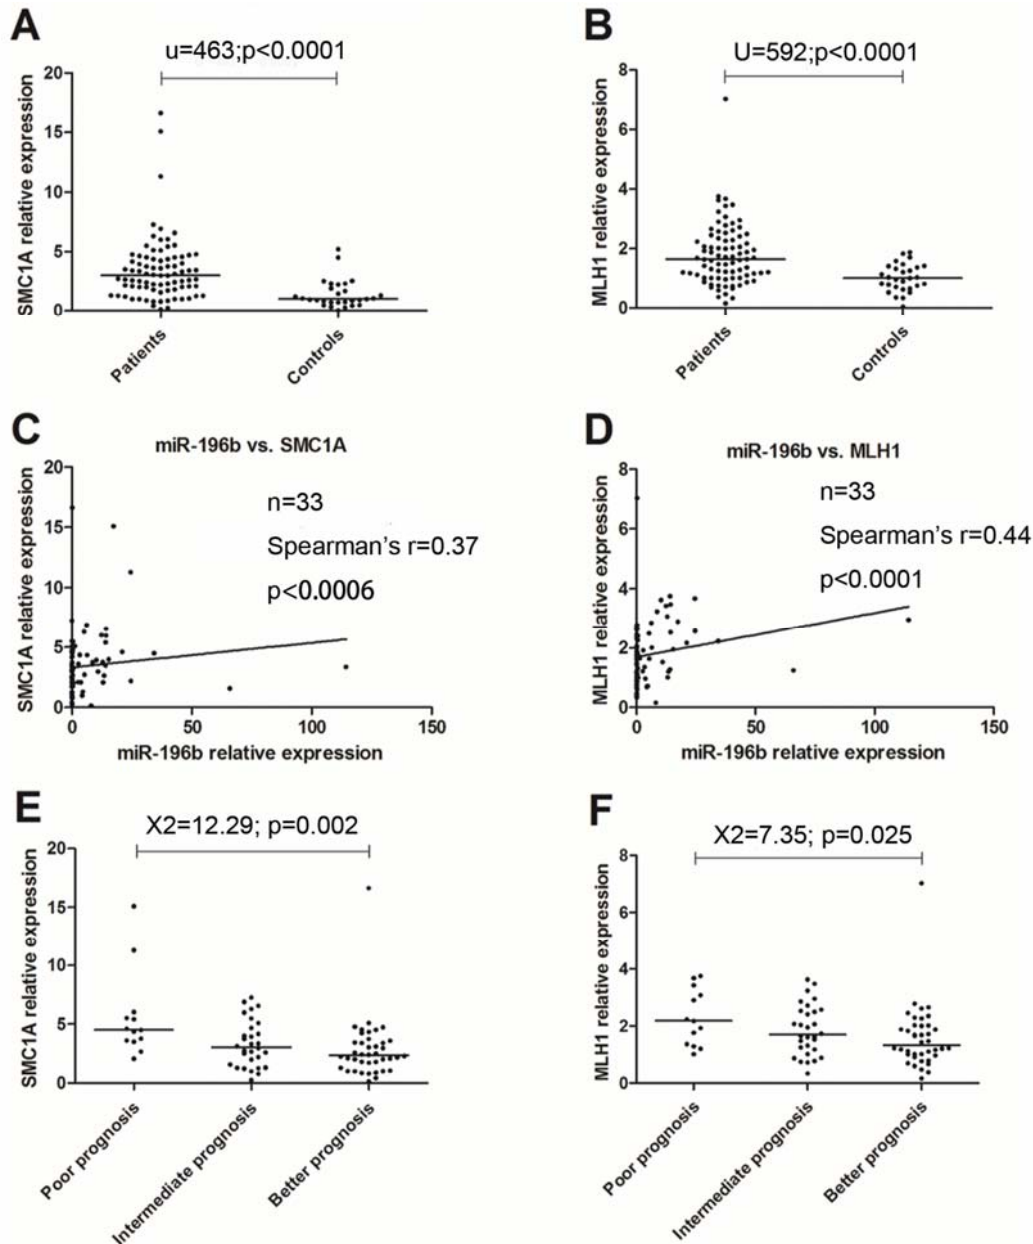 A
u=463;p<0.0001
SMC1A relative expression
20
15
10
5
0
Patients
Controls
B
U=592;p<0.0001
MLH1 relative expression
8
6
4
2
0
Patients
Controls
C
miR-196b vs. SMC1A
n=33
Spearman's r=0.37
p<0.0006
SMC1A relative expression
20
15
10
5
0
0
50
100
150
miR-196b relative expression
D
miR-196b vs. MLH1
n=33
Spearman's r=0.44
p<0.0001
MLH1 relative expression
8
6
4
2
0
0
50
100
150
miR-196b relative expression
E
X2=12.29; p=0.002
SMC1A relative expression
20
15
10
5
0
Poor prognosis
Intermediate prognosis
Better prognosis
F
X2=7.35; p=0.025
MLH1 relative expression
8
6
4
2
0
Poor prognosis
Intermediate prognosis
Better prognosis